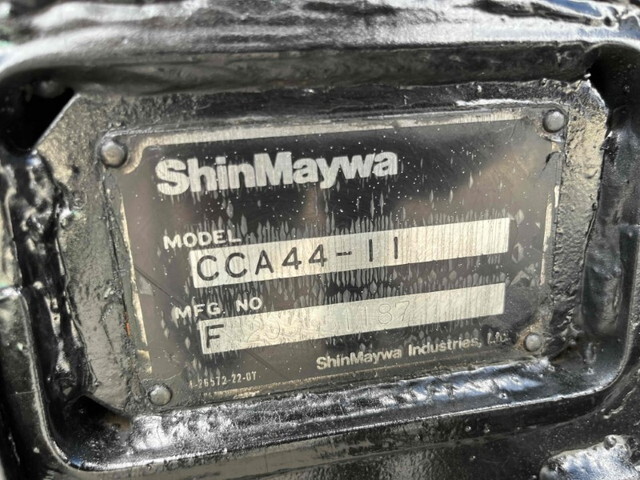 ShinMaywa
MODEL
CCA44-11
MFG. NO
F
ShinMaywa Industries, Ltd.